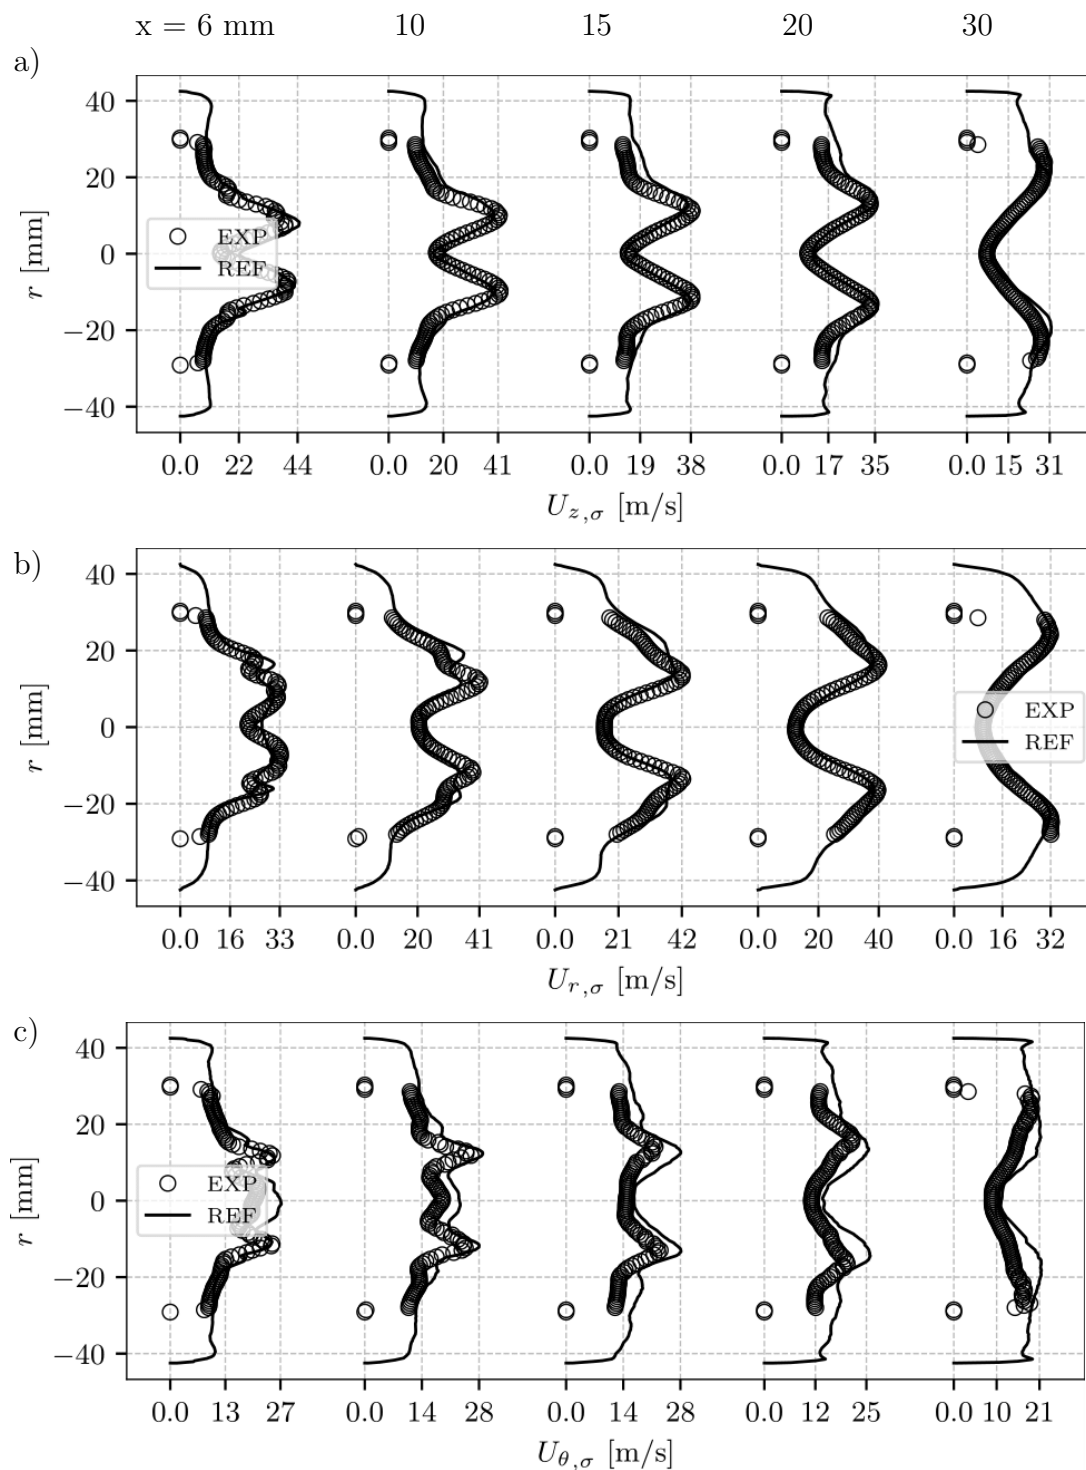 x = 6 mm 10 15 20 30
a)
40
20
0
−20
−40
r [mm]
EXP
REF
0.0 22 44 0.0 20 41 0.0 19 38 0.0 17 35 0.0 15 31
U_{z,σ} [m/s]
b)
40
20
0
−20
−40
r [mm]
EXP
REF
0.0 16 33 0.0 20 41 0.0 21 42 0.0 20 40 0.0 16 32
U_{r,σ} [m/s]
c)
40
20
0
−20
−40
r [mm]
EXP
REF
0.0 13 27 0.0 14 28 0.0 14 28 0.0 12 25 0.0 10 21
U_{θ,σ} [m/s]